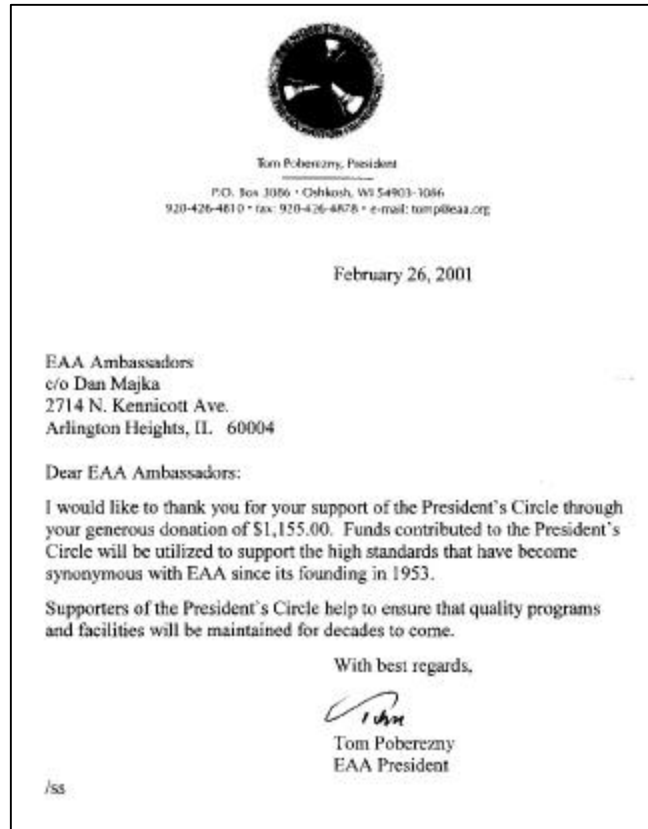 Tom Poberezny, President
P.O. Box 3086 • Oshkosh, WI 54903-3086
920-426-4810 • fax: 920-426-4878 • e-mail: tomp@eaa.org
February 26, 2001
EAA Ambassadors
c/o Dan Majka
2714 N. Kennicott Ave.
Arlington Heights, IL 60004
Dear EAA Ambassadors:
I would like to thank you for your support of the President's Circle through
your generous donation of $1,155.00. Funds contributed to the President's
Circle will be utilized to support the high standards that have become
synonymous with EAA since its founding in 1953.
Supporters of the President's Circle help to ensure that quality programs
and facilities will be maintained for decades to come.
With best regards,
Tom
Tom Poberezny
EAA President
/ss